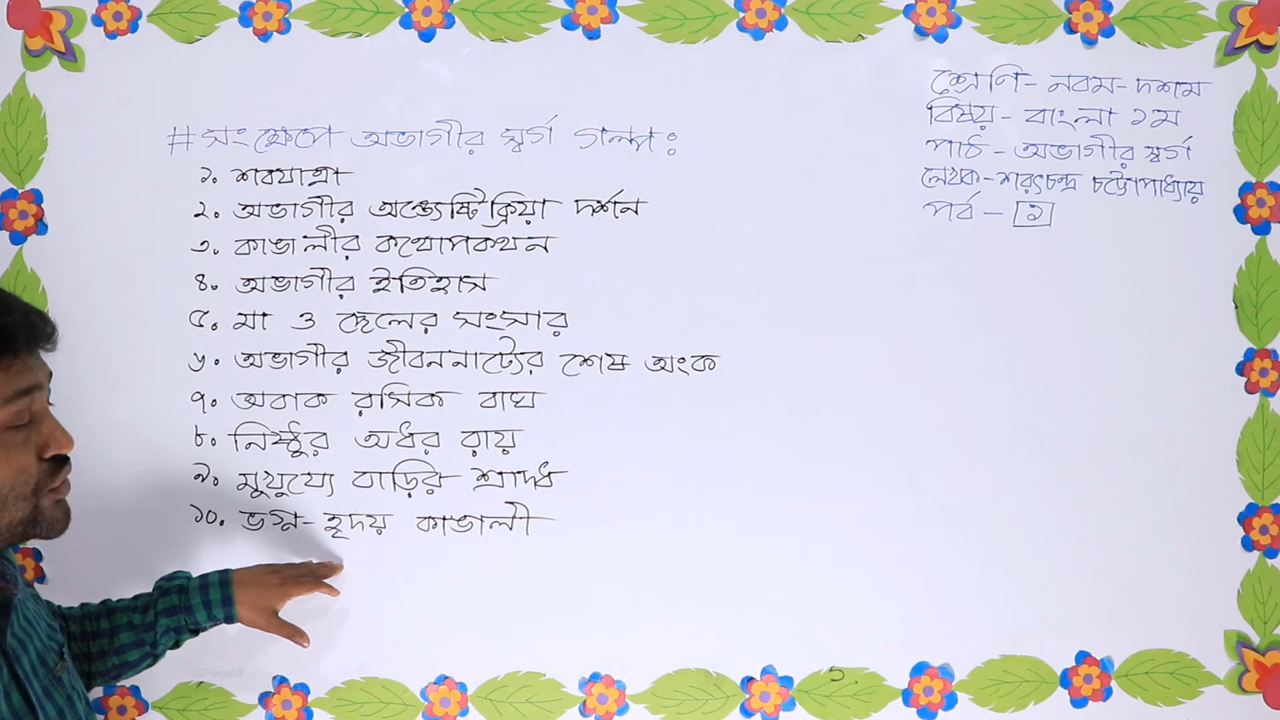 শ্রেণি - নবম - দশম
বিষয় - বাংলা ১ম
পাঠ - অভাগীর স্বর্গ
লেখক - শরৎচন্দ্র চট্টোপাধ্যায়
পর্ব - ১
# সংক্ষেপে অভাগীর স্বর্গ গল্প :
১. শবযাত্রা
২. অভাগীর অন্ত্যেষ্টিক্রিয়া দর্শন
৩. কাঙালীর কথোপকথন
৪. অভাগীর ইতিহাস
৫. মা ও ছেলের সংসার
৬. অভাগীর জীবননাট্যের শেষ অংক
৭. অবাক রসিক বাঘ
৮. নিষ্ঠুর অধর রায়
৯. মুখুয্যে বাড়ির শ্রাদ্ধ
১০. ভগ্ন - হৃদয় কাঙালী